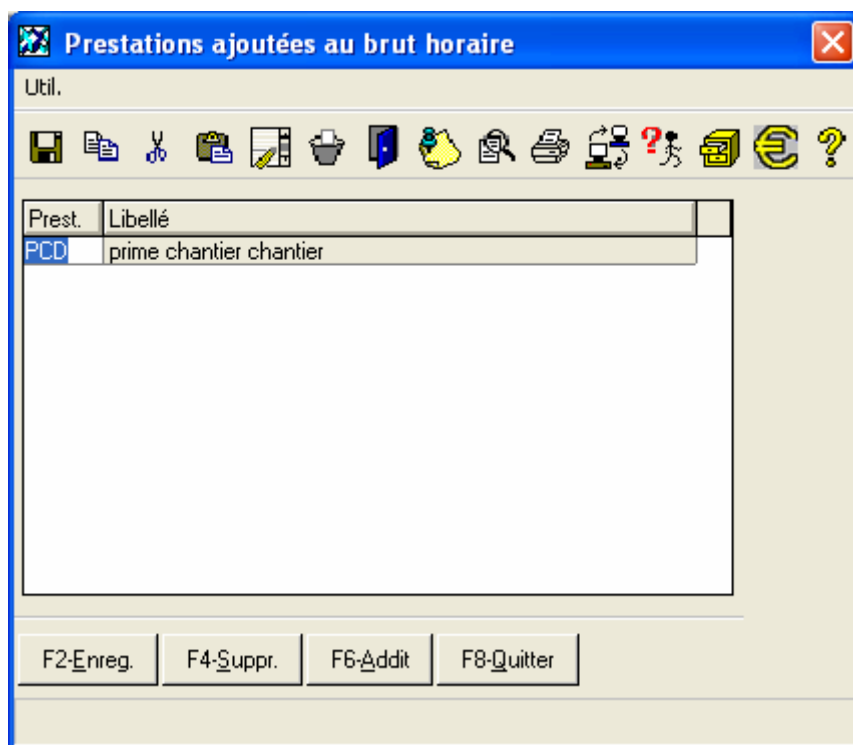 Prestations ajoutées au brut horaire
Util.
Prest. Libellé
PCD prime chantier chantier
F2-Enreg. F4-Suppr. F6-Addit F8-Quitter